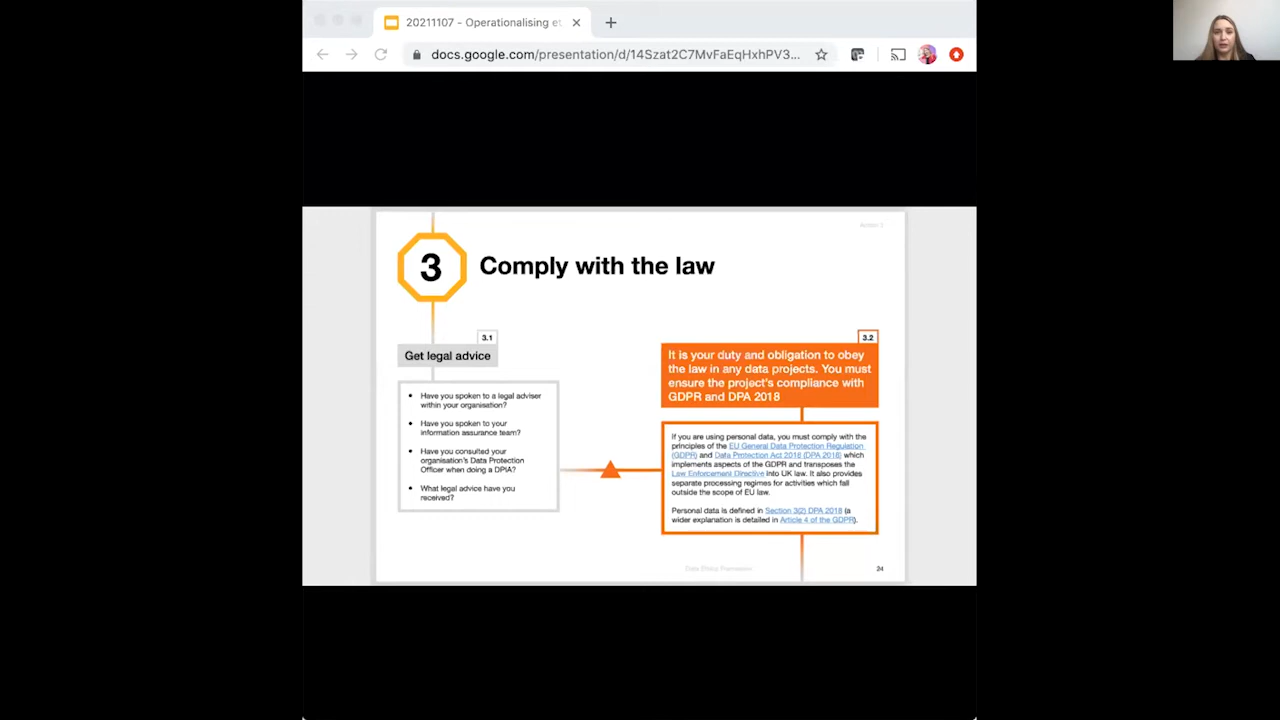 20211107 - Operationalising et
docs.google.com/presentation/d/14Szat2C7MvFaEqHxhPV3...
Action 3
3
Comply with the law
3.1
Get legal advice
• Have you spoken to a legal adviser
within your organisation?
• Have you spoken to your
information assurance team?
• Have you consulted your
organisation's Data Protection
Officer when doing a DPIA?
• What legal advice have you
received?
3.2
It is your duty and obligation to obey
the law in any data projects. You must
ensure the project's compliance with
GDPR and DPA 2018
If you are using personal data, you must comply with the
principles of the EU General Data Protection Regulation
(GDPR) and Data Protection Act 2018 (DPA 2018) which
implements aspects of the GDPR and transposes the
Law Enforcement Directive into UK law. It also provides
separate processing regimes for activities which fall
outside the scope of EU law.
Personal data is defined in Section 3(2) DPA 2018 (a
wider explanation is detailed in Article 4 of the GDPR).
Data Ethics Framework
24